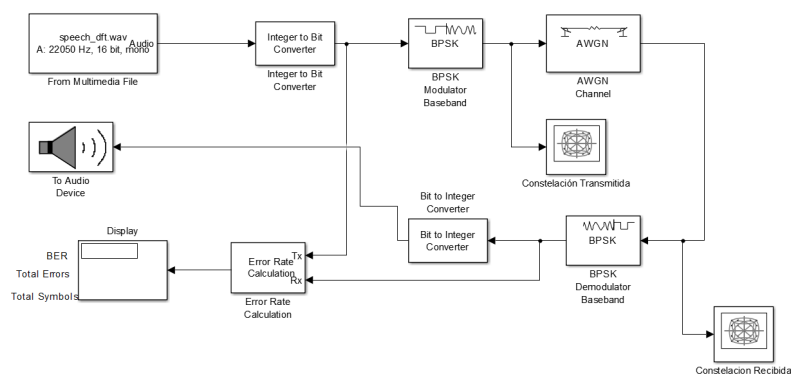 speech_dft.wav
A: 22050 Hz, 16 bit, mono
Audio
From Multimedia File
Integer to Bit
Converter
Integer to Bit
Converter
BPSK
BPSK
Modulator
Baseband
AWGN
AWGN
Channel
To Audio
Device
Constelación Transmitida
Bit to Integer
Converter
Bit to Integer
Converter
BPSK
BPSK
Demodulator
Baseband
Display
BER
Total Errors
Total Symbols
Error Rate
Calculation
Tx
Rx
Error Rate
Calculation
Constelacion Recibida